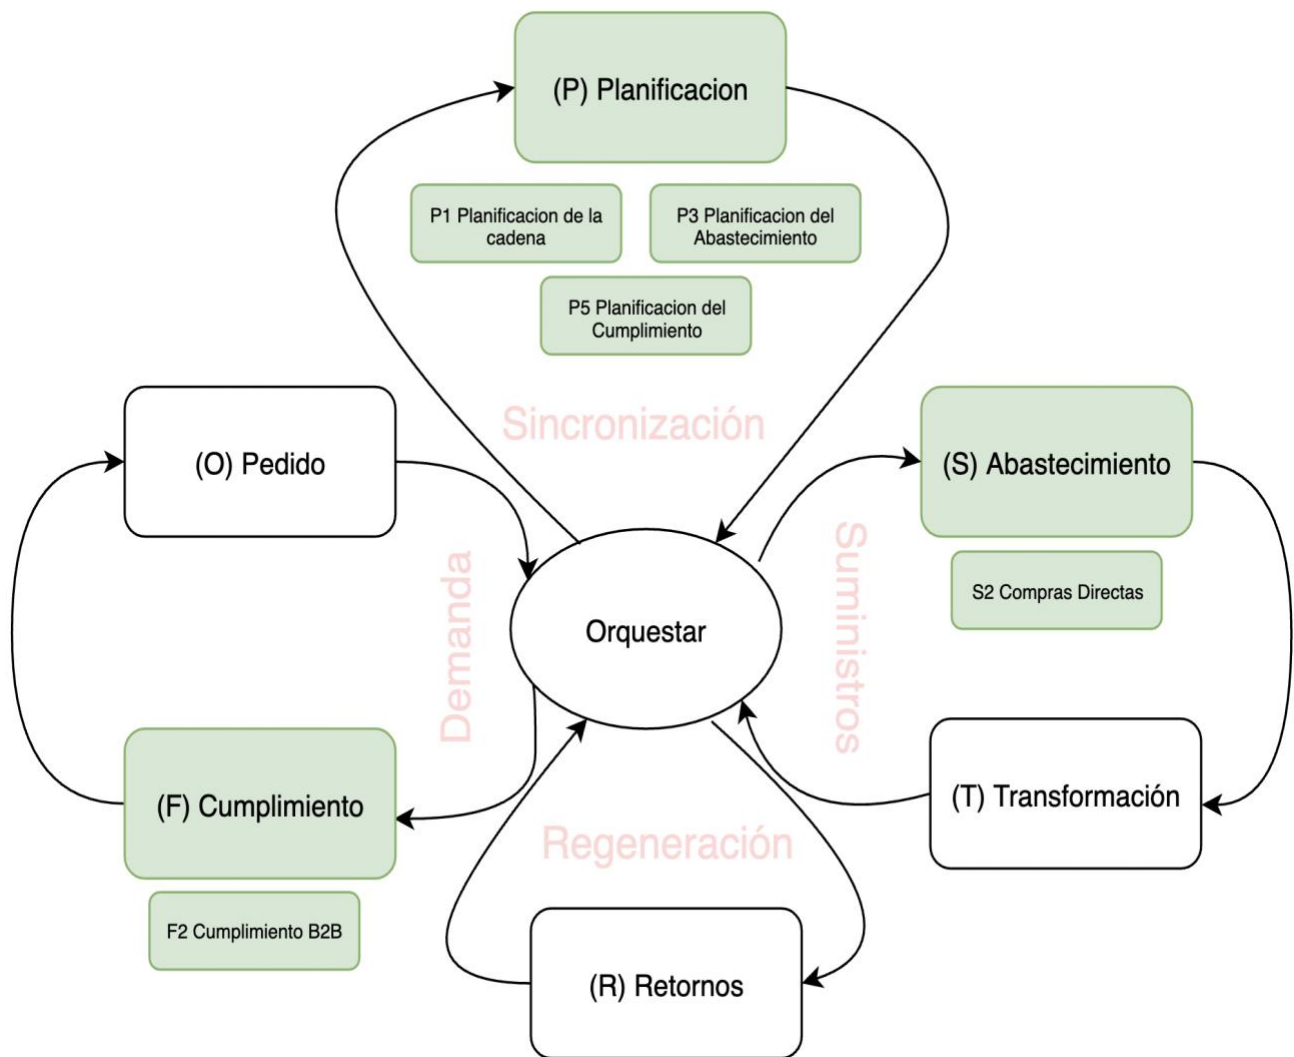 (P) Planificacion
P1 Planificacion de la
cadena
P3 Planificacion del
Abastecimiento
P5 Planificacion del
Cumplimiento
Sincronización
(O) Pedido
(S) Abastecimiento
S2 Compras Directas
Demanda
Orquestar
Suministros
(F) Cumplimiento
F2 Cumplimiento B2B
(T) Transformación
Regeneración
(R) Retornos